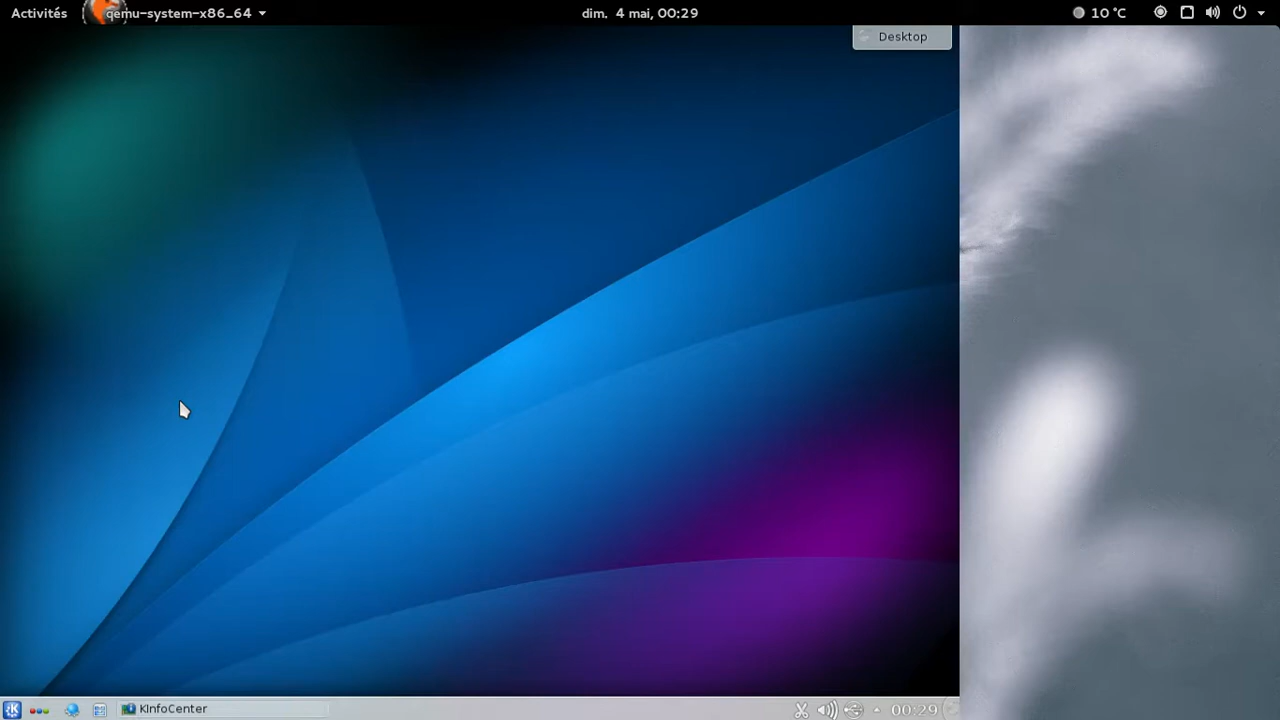 Activités
qemu-system-x86_64
dim. 4 mai, 00:29
10 °C
Desktop
KInfoCenter
00:29